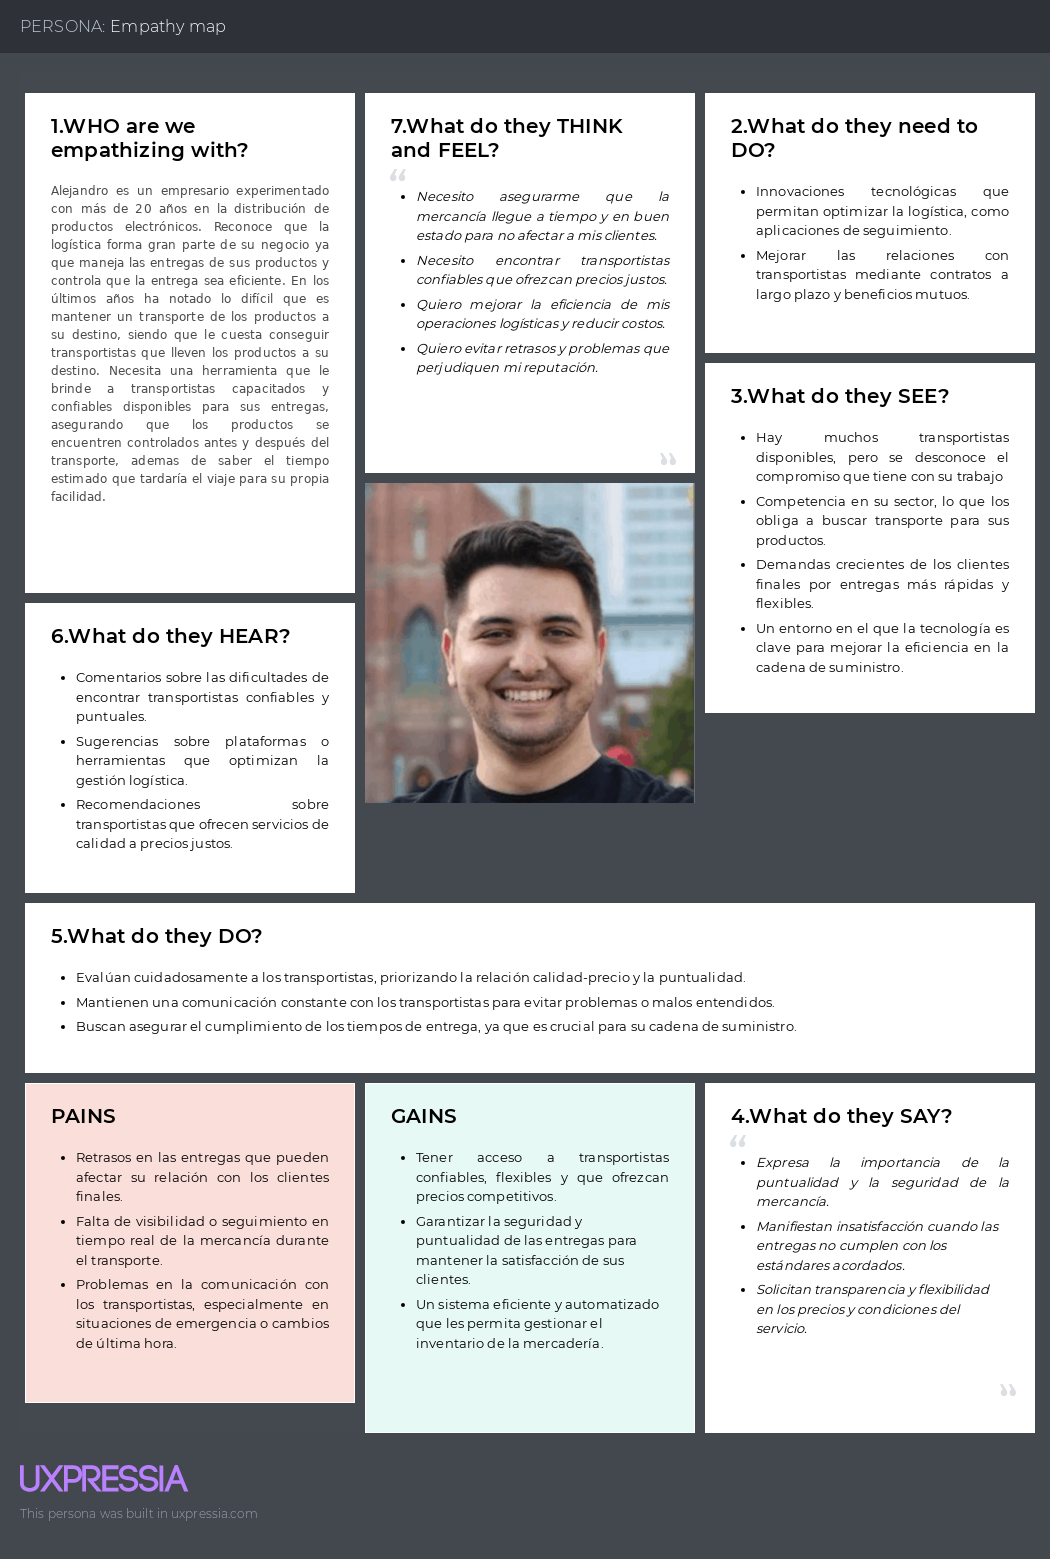 PERSONA: Empathy map
1.WHO are we
empathizing with?
Alejandro es un empresario experimentado
con más de 20 años en la distribución de
productos electrónicos. Reconoce que la
logística forma gran parte de su negocio ya
que maneja las entregas de sus productos y
controla que la entrega sea eficiente. En los
últimos años ha notado lo difícil que es
mantener un transporte de los productos a
su destino, siendo que le cuesta conseguir
transportistas que lleven los productos a su
destino. Necesita una herramienta que le
brinde a transportistas capacitados y
confiables disponibles para sus entregas,
asegurando que los productos se
encuentren controlados antes y después del
transporte, ademas de saber el tiempo
estimado que tardaría el viaje para su propia
facilidad.
7.What do they THINK
and FEEL?
“
• Necesito asegurarme que la
mercancía llegue a tiempo y en buen
estado para no afectar a mis clientes.
• Necesito encontrar transportistas
confiables que ofrezcan precios justos.
• Quiero mejorar la eficiencia de mis
operaciones logísticas y reducir costos.
• Quiero evitar retrasos y problemas que
perjudiquen mi reputación.
”
2.What do they need to
DO?
• Innovaciones tecnológicas que
permitan optimizar la logística, como
aplicaciones de seguimiento.
• Mejorar las relaciones con
transportistas mediante contratos a
largo plazo y beneficios mutuos.
3.What do they SEE?
• Hay muchos transportistas
disponibles, pero se desconoce el
compromiso que tiene con su trabajo
• Competencia en su sector, lo que los
obliga a buscar transporte para sus
productos.
• Demandas crecientes de los clientes
finales por entregas más rápidas y
flexibles.
• Un entorno en el que la tecnología es
clave para mejorar la eficiencia en la
cadena de suministro.
6.What do they HEAR?
• Comentarios sobre las dificultades de
encontrar transportistas confiables y
puntuales.
• Sugerencias sobre plataformas o
herramientas que optimizan la
gestión logística.
• Recomendaciones sobre
transportistas que ofrecen servicios de
calidad a precios justos.
5.What do they DO?
• Evalúan cuidadosamente a los transportistas, priorizando la relación calidad-precio y la puntualidad.
• Mantienen una comunicación constante con los transportistas para evitar problemas o malos entendidos.
• Buscan asegurar el cumplimiento de los tiempos de entrega, ya que es crucial para su cadena de suministro.
PAINS
• Retrasos en las entregas que pueden
afectar su relación con los clientes
finales.
• Falta de visibilidad o seguimiento en
tiempo real de la mercancía durante
el transporte.
• Problemas en la comunicación con
los transportistas, especialmente en
situaciones de emergencia o cambios
de última hora.
GAINS
• Tener acceso a transportistas
confiables, flexibles y que ofrezcan
precios competitivos.
• Garantizar la seguridad y
puntualidad de las entregas para
mantener la satisfacción de sus
clientes.
• Un sistema eficiente y automatizado
que les permita gestionar el
inventario de la mercadería.
4.What do they SAY?
“
• Expresa la importancia de la
puntualidad y la seguridad de la
mercancía.
• Manifiestan insatisfacción cuando las
entregas no cumplen con los
estándares acordados.
• Solicitan transparencia y flexibilidad
en los precios y condiciones del
servicio.
”
UXPRESSIA
This persona was built in uxpressia.com